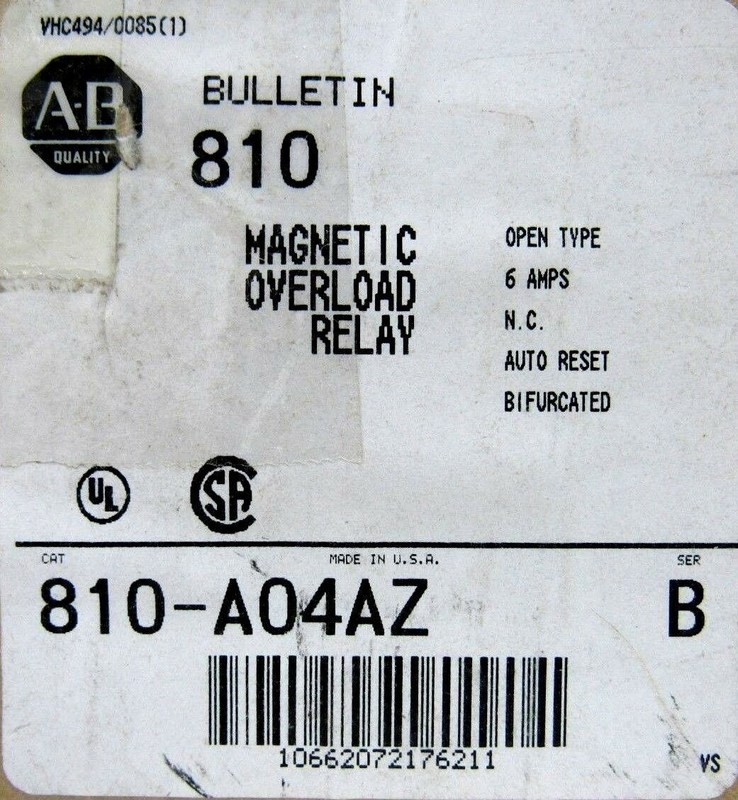 VHC494/0085(1)
A-B
QUALITY
BULLETIN
810
MAGNETIC
OVERLOAD
RELAY
OPEN TYPE
6 AMPS
N.C.
AUTO RESET
BIFURCATED
UL
SA
CAT
MADE IN U.S.A.
SER
810-A04AZ
B
10662072176211
VS